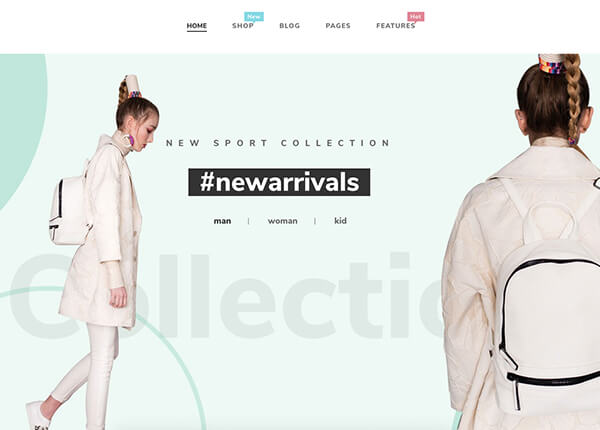 New Hot
HOME SHOP BLOG PAGES FEATURES
NEW SPORT COLLECTION
#newarrivals
man | woman | kid
Collectio